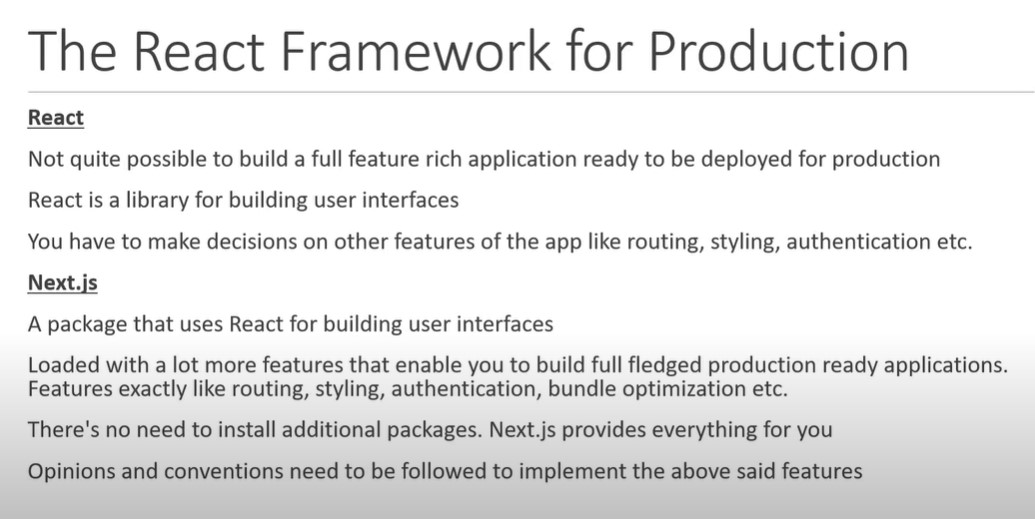 The React Framework for Production
React
Not quite possible to build a full feature rich application ready to be deployed for production
React is a library for building user interfaces
You have to make decisions on other features of the app like routing, styling, authentication etc.
Next.js
A package that uses React for building user interfaces
Loaded with a lot more features that enable you to build full fledged production ready applications.
Features exactly like routing, styling, authentication, bundle optimization etc.
There's no need to install additional packages. Next.js provides everything for you
Opinions and conventions need to be followed to implement the above said features